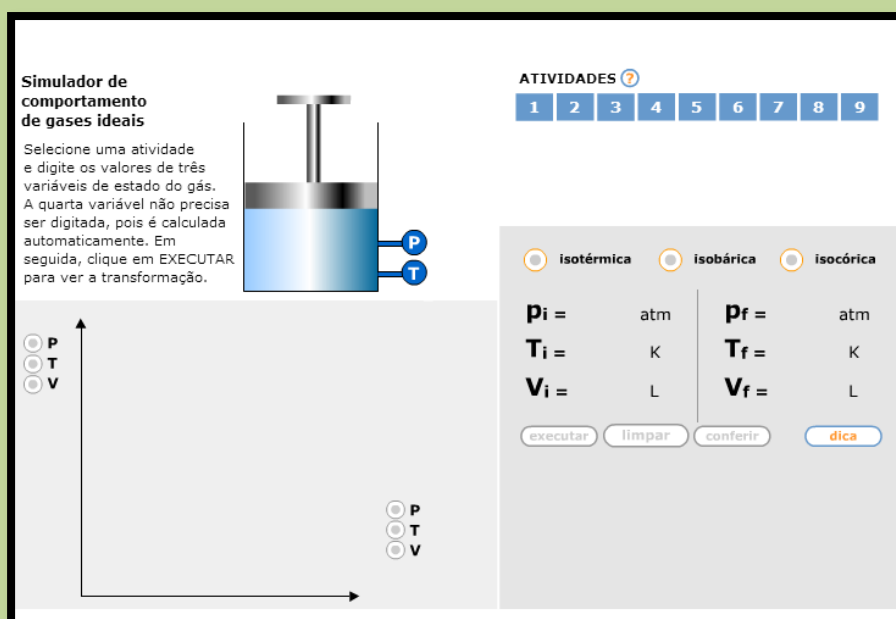 Simulador de
comportamento
de gases ideais
Selecione uma atividade
e digite os valores de três
variáveis de estado do gás.
A quarta variável não precisa
ser digitada, pois é calculada
automaticamente. Em
seguida, clique em EXECUTAR
para ver a transformação.
P
T
ATIVIDADES ?
1 2 3 4 5 6 7 8 9
isotérmica isobárica isocórica
pi = atm pf = atm
Ti = K Tf = K
Vi = L Vf = L
executar limpar conferir dica
P
T
V
P
T
V